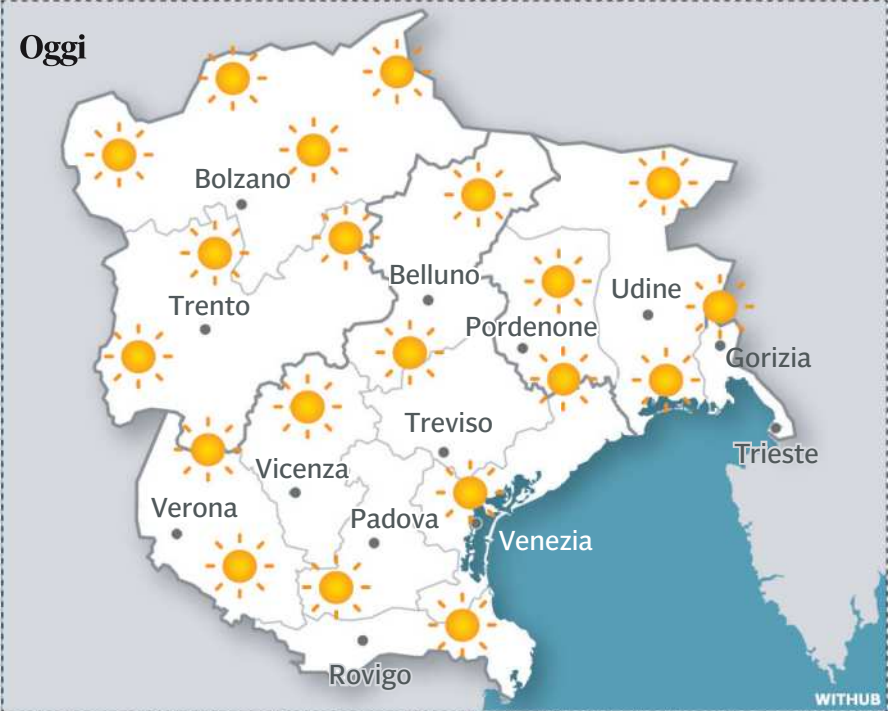 Oggi
Bolzano
Belluno
Udine
Trento
Pordenone
Gorizia
Treviso
Trieste
Vicenza
Verona
Padova
Venezia
Rovigo
WITHUB